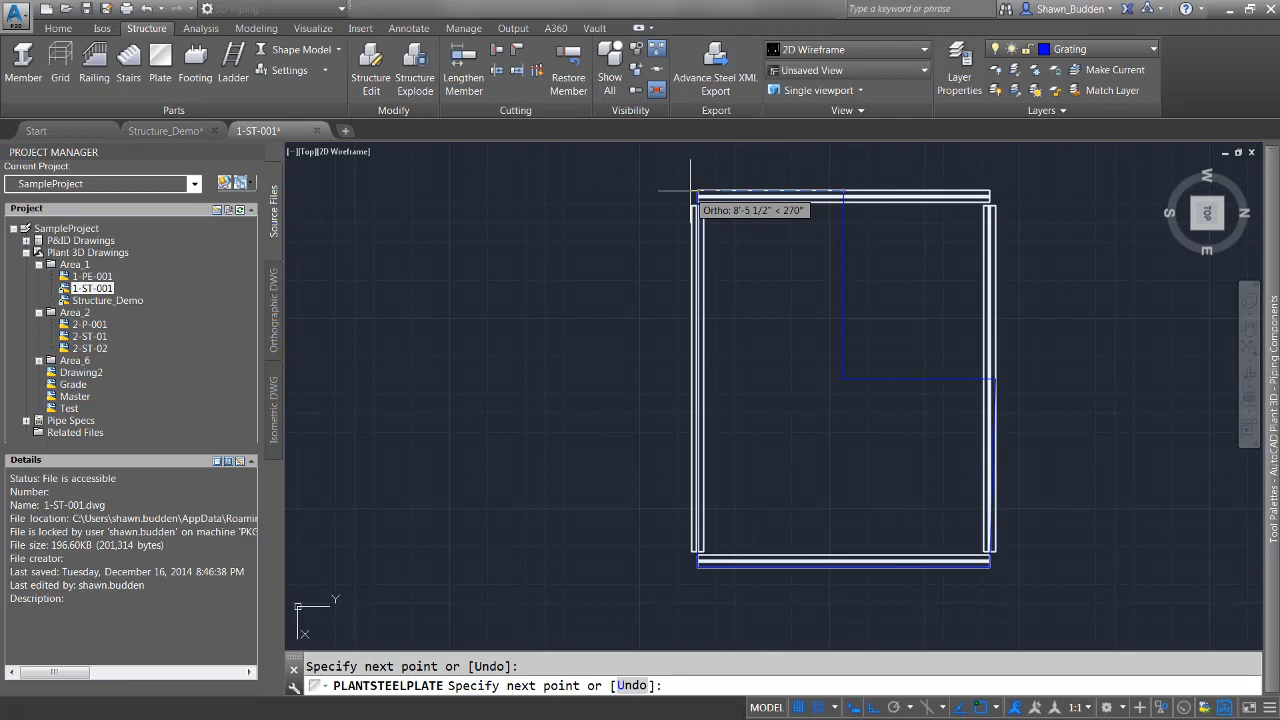 A
P3D
3D Piping
Type a keyword or phrase
Shawn_Budden
Home Isos Structure Analysis Modeling Insert Annotate Manage Output A360 Vault
Member
Grid
Railing
Stairs
Plate
Footing
Ladder
Shape Model
Settings
Parts
Structure Edit
Structure Explode
Modify
Lengthen Member
Restore Member
Cutting
Show All
Visibility
Advance Steel XML Export
Export
2D Wireframe
Unsaved View
Single viewport
View
Layer Properties
Grating
Make Current
Match Layer
Layers
Start
Structure_Demo*
1-ST-001*
PROJECT MANAGER
Current Project
SampleProject
Project
SampleProject
P&ID Drawings
Plant 3D Drawings
Area_1
1-PE-001
1-ST-001
Structure_Demo
Area_2
2-P-001
2-ST-01
2-ST-02
Area_6
Drawing2
Grade
Master
Test
Pipe Specs
Related Files
Details
Status: File is accessible
Number:
Name: 1-ST-001.dwg
File location: C:\Users\shawn.budden\AppData\Roamin
File is locked by user 'shawn.budden' on machine 'PKG
File size: 196.60KB (201,314 bytes)
File creator:
Last saved: Tuesday, December 16, 2014 8:46:38 PM
Last edited by: shawn.budden
Description:
Source Files
Orthographic DWG
Isometric DWG
[−][Top][2D Wireframe]
Ortho: 8'-5 1/2" < 270°
W
S
TOP
N
E
Y
X
Tool Palettes - AutoCAD Plant 3D - Piping Components
Specify next point or [Undo]:
PLANTSTEELPLATE Specify next point or [Undo]:
MODEL
1:1